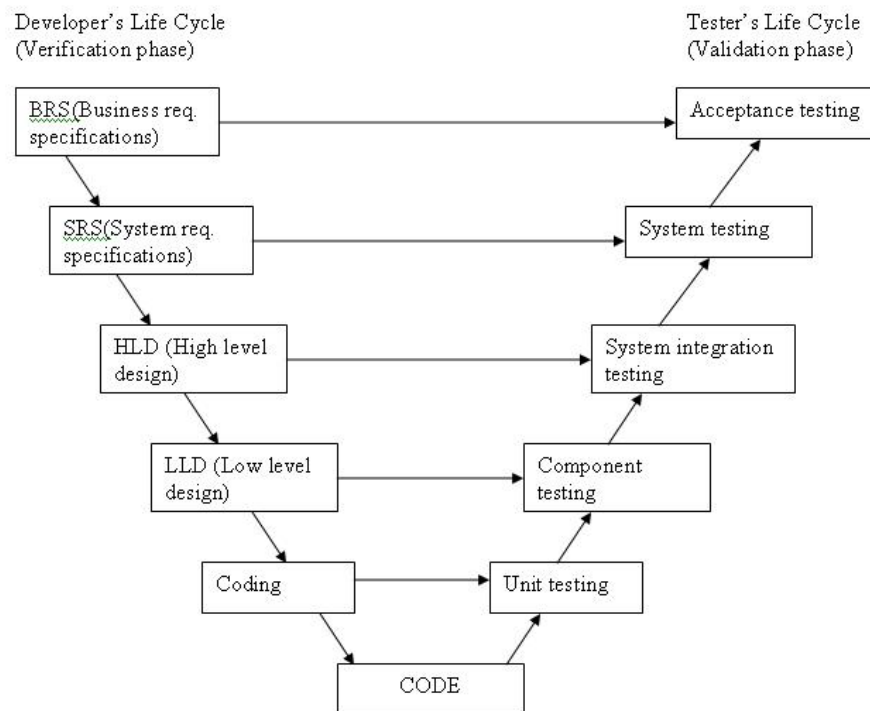 Developer's Life Cycle
(Verification phase)
Tester's Life Cycle
(Validation phase)
BRS(Business req.
specifications)
Acceptance testing
SRS(System req.
specifications)
System testing
HLD (High level
design)
System integration
testing
LLD (Low level
design)
Component
testing
Coding
Unit testing
CODE